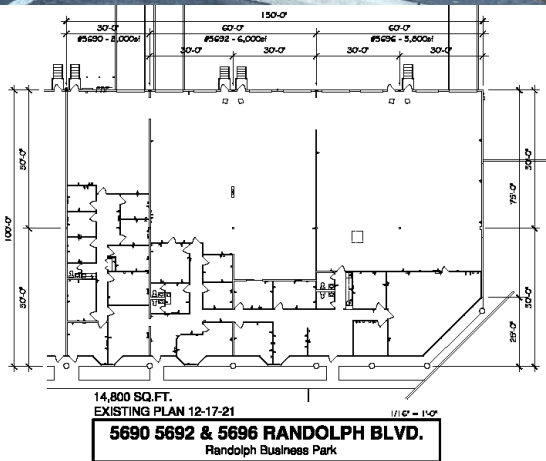 150'-0"
30'-0" 60'-0" 60'-0"
#5690 - 3,000sf #5692 - 6,000sf #5696 - 5,800sf
30'-0" 30'-0" 30'-0" 30'-0"
100'-0" 50'-0" 75'-0" 50'-0"
50'-0" 25'-0" 50'-0"
14,800 SQ.FT.
EXISTING PLAN 12-17-21 1/16" = 1'-0"
5690 5692 & 5696 RANDOLPH BLVD.
Randolph Business Park